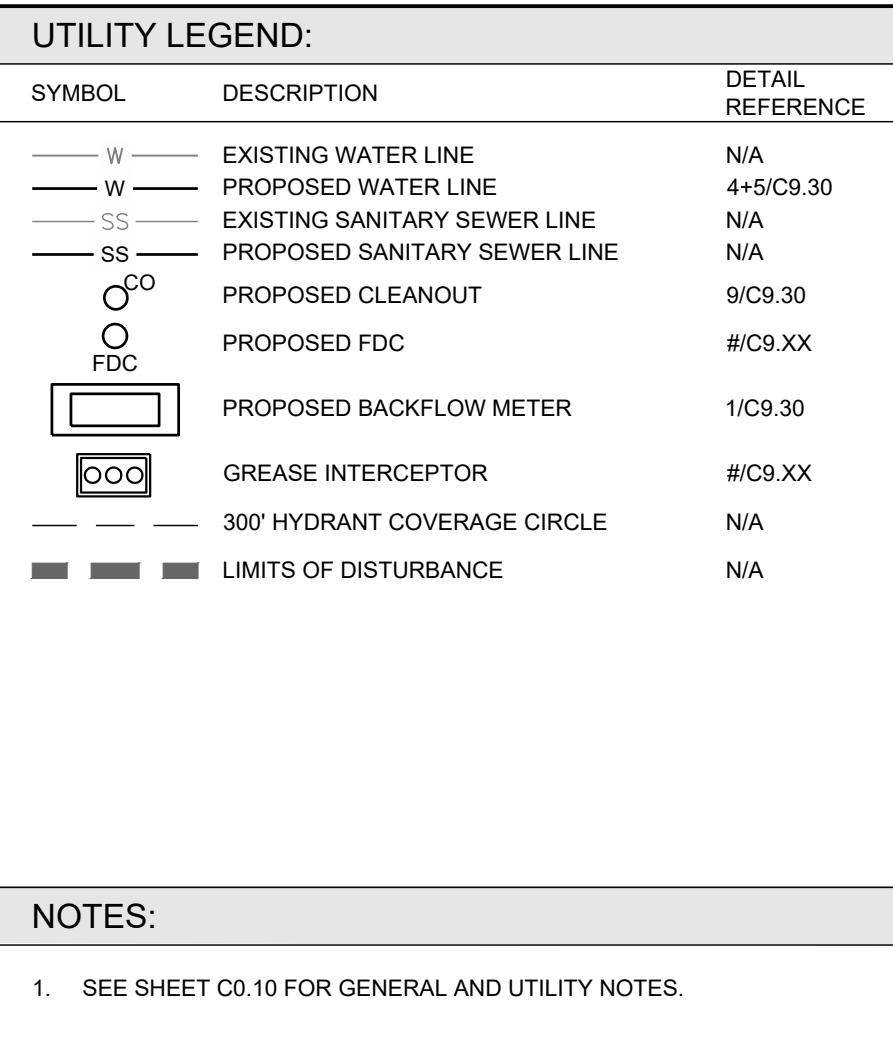 UTILITY LEGEND:
SYMBOL DESCRIPTION DETAIL REFERENCE
W EXISTING WATER LINE N/A
W PROPOSED WATER LINE 4+5/C9.30
SS EXISTING SANITARY SEWER LINE N/A
SS PROPOSED SANITARY SEWER LINE N/A
CO PROPOSED CLEANOUT 9/C9.30
FDC PROPOSED FDC #/C9.XX
PROPOSED BACKFLOW METER 1/C9.30
GREASE INTERCEPTOR #/C9.XX
300' HYDRANT COVERAGE CIRCLE N/A
LIMITS OF DISTURBANCE N/A
NOTES:
1. SEE SHEET C0.10 FOR GENERAL AND UTILITY NOTES.